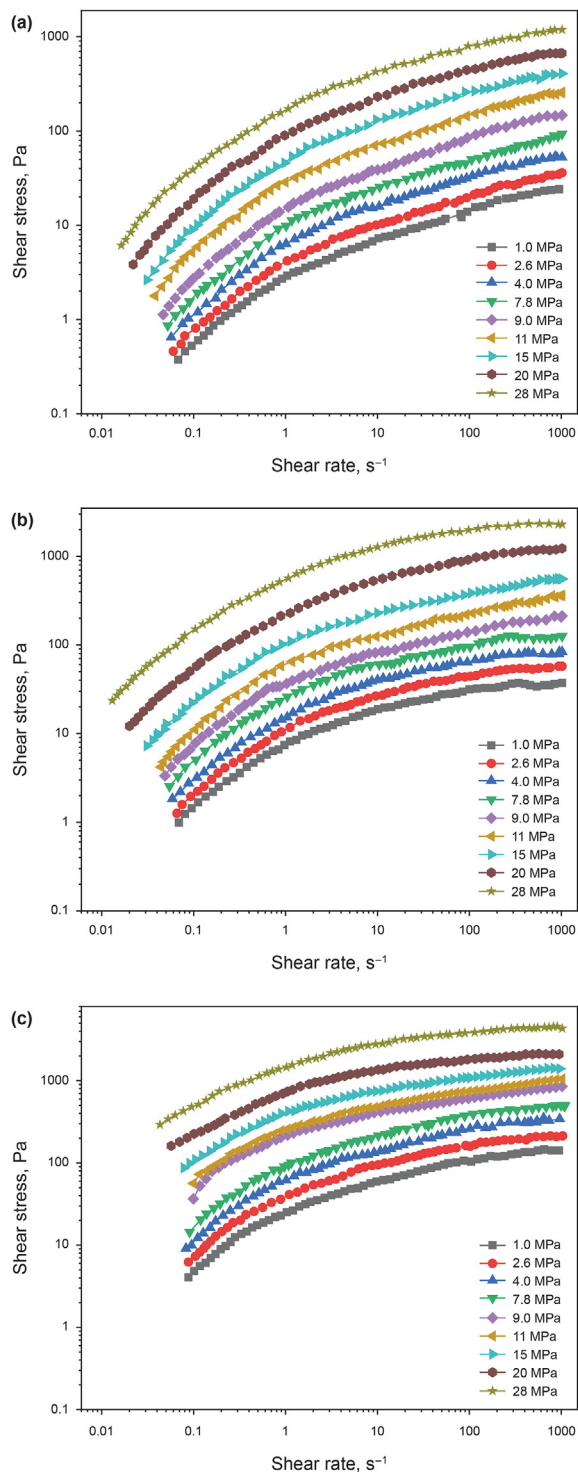 (a)
1000
100
10
1
0.1
Shear stress, Pa
1.0 MPa
2.6 MPa
4.0 MPa
7.8 MPa
9.0 MPa
11 MPa
15 MPa
20 MPa
28 MPa
0.01 0.1 1 10 100 1000
Shear rate, s⁻¹
(b)
1000
100
10
1
0.1
Shear stress, Pa
1.0 MPa
2.6 MPa
4.0 MPa
7.8 MPa
9.0 MPa
11 MPa
15 MPa
20 MPa
28 MPa
0.01 0.1 1 10 100 1000
Shear rate, s⁻¹
(c)
1000
100
10
1
0.1
Shear stress, Pa
1.0 MPa
2.6 MPa
4.0 MPa
7.8 MPa
9.0 MPa
11 MPa
15 MPa
20 MPa
28 MPa
0.01 0.1 1 10 100 1000
Shear rate, s⁻¹